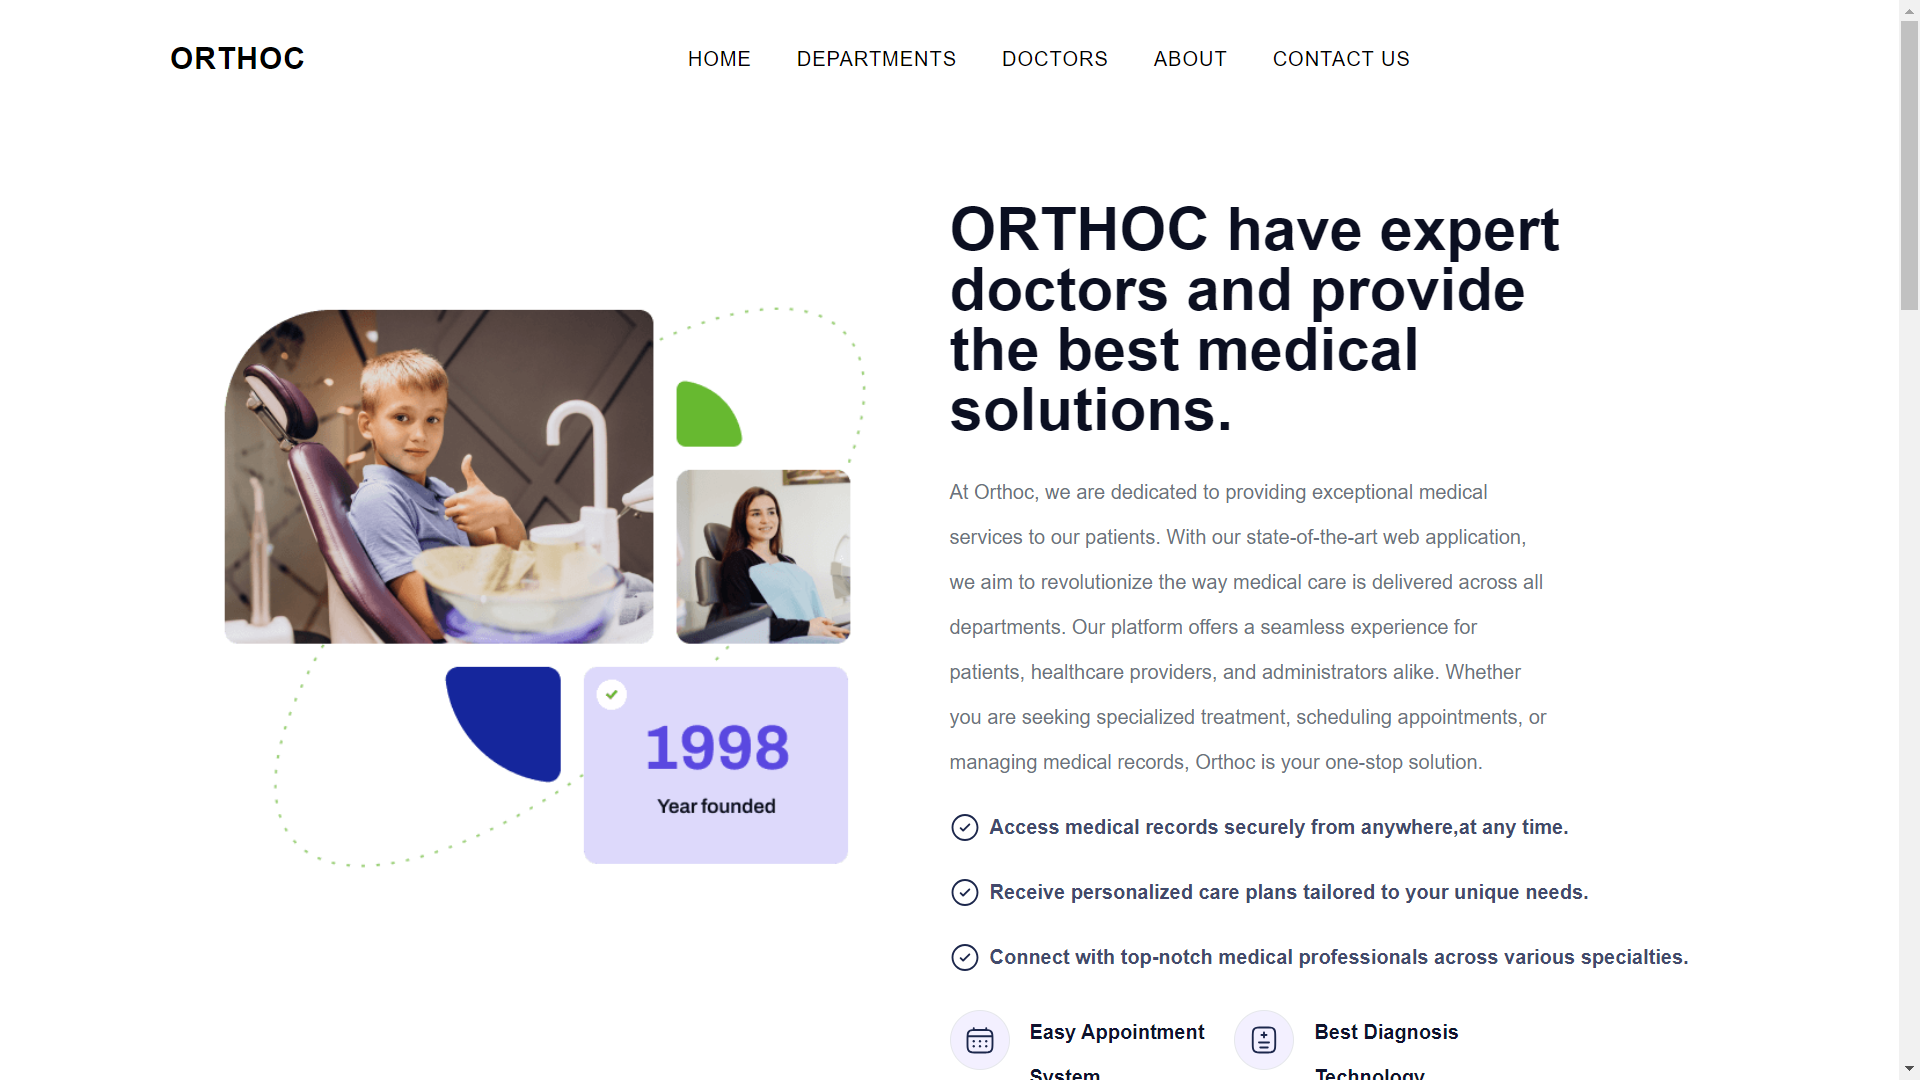 ORTHOC
HOME
DEPARTMENTS
DOCTORS
ABOUT
CONTACT US
ORTHOC have expert
doctors and provide
the best medical
solutions.
At Orthoc, we are dedicated to providing exceptional medical
services to our patients. With our state-of-the-art web application,
we aim to revolutionize the way medical care is delivered across all
departments. Our platform offers a seamless experience for
patients, healthcare providers, and administrators alike. Whether
you are seeking specialized treatment, scheduling appointments, or
managing medical records, Orthoc is your one-stop solution.
Access medical records securely from anywhere,at any time.
Receive personalized care plans tailored to your unique needs.
Connect with top-notch medical professionals across various specialties.
1998
Year founded
Easy Appointment
System
Best Diagnosis
Technology